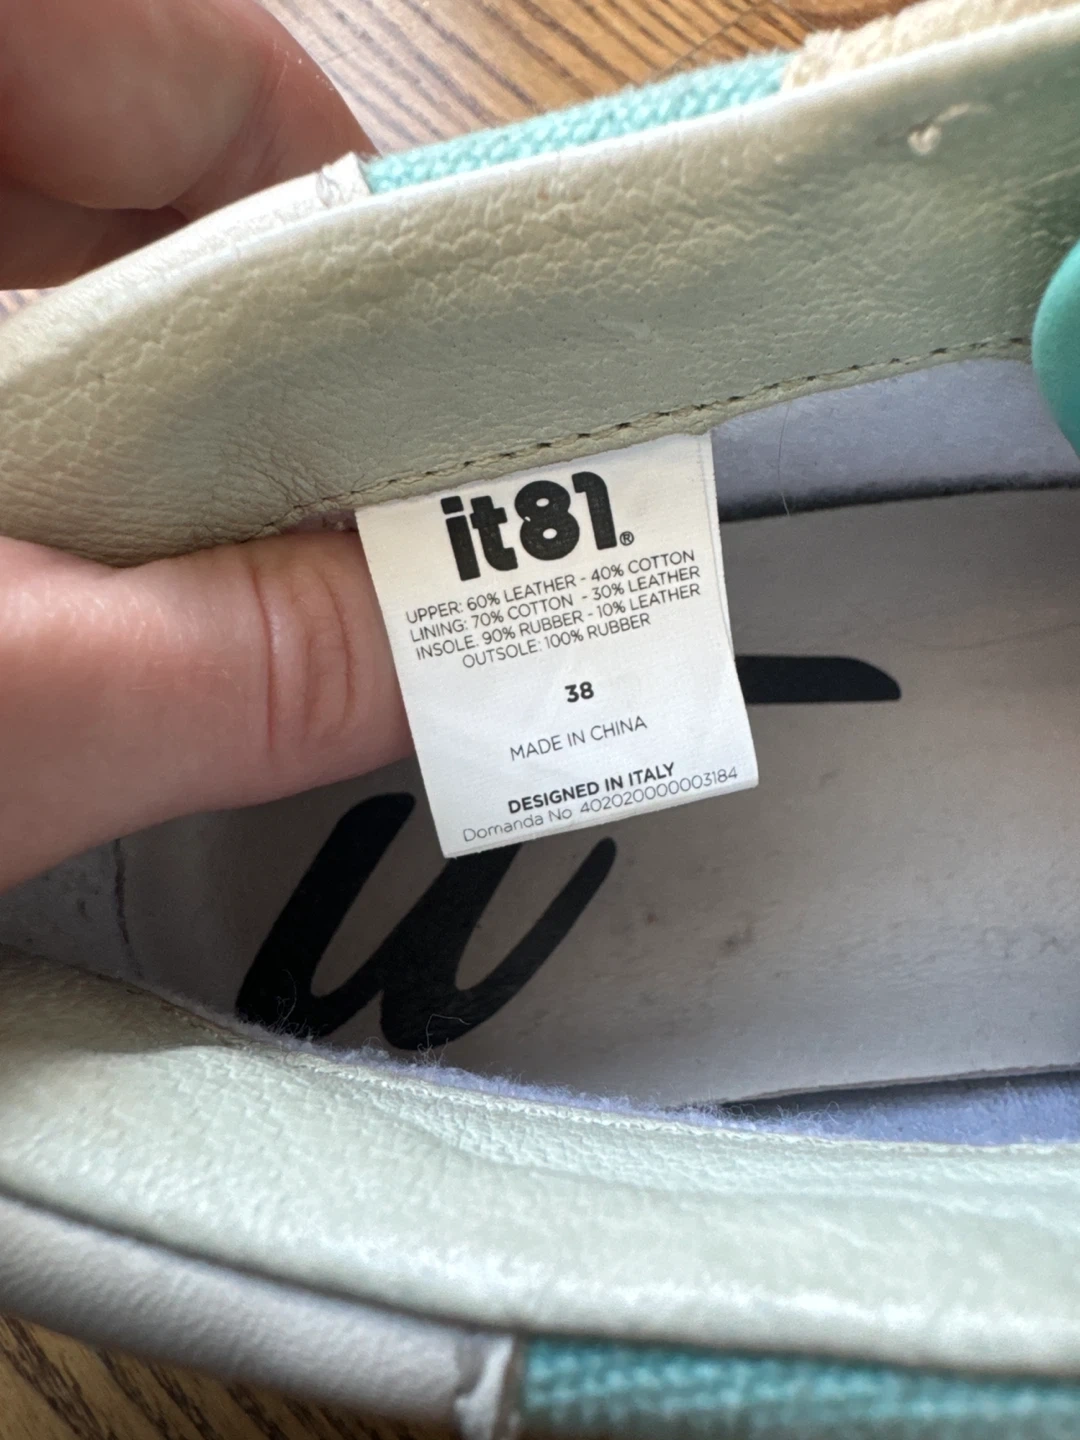 it81®
UPPER: 60% LEATHER - 40% COTTON
LINING: 70% COTTON - 30% LEATHER
INSOLE: 90% RUBBER - 10% LEATHER
OUTSOLE: 100% RUBBER
38
MADE IN CHINA
DESIGNED IN ITALY
Domanda No 402020000003184